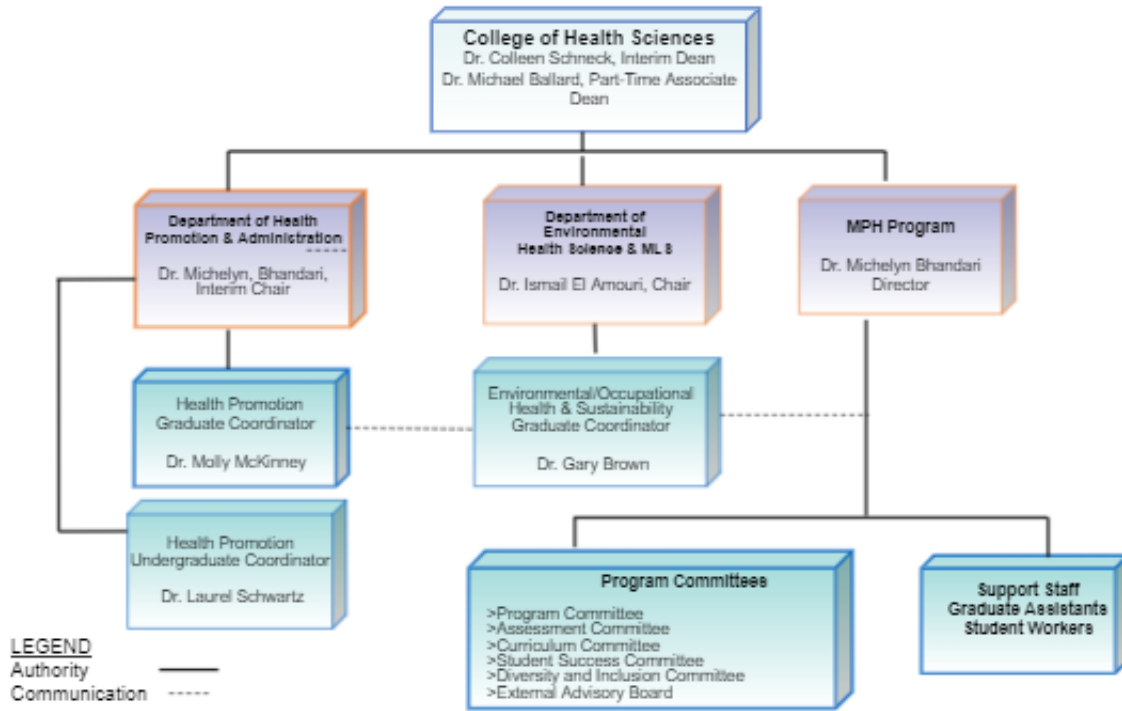 College of Health Sciences
Dr. Colleen Schneck, Interim Dean
Dr. Michael Ballard, Part-Time Associate
Dean
Department of Health
Promotion & Administration
Dr. Michelyn, Bhandari,
Interim Chair
Department of
Environmental
Health Science & MLS
Dr. Ismail El Amouri, Chair
MPH Program
Dr. Michelyn Bhandari
Director
Health Promotion
Graduate Coordinator
Dr. Molly McKinney
Environmental/Occupational
Health & Sustainability
Graduate Coordinator
Dr. Gary Brown
Health Promotion
Undergraduate Coordinator
Dr. Laurel Schwartz
Program Committees
>Program Committee
>Assessment Committee
>Curriculum Committee
>Student Success Committee
>Diversity and Inclusion Committee
>External Advisory Board
Support Staff
Graduate Assistants
Student Workers
LEGEND
Authority
Communication